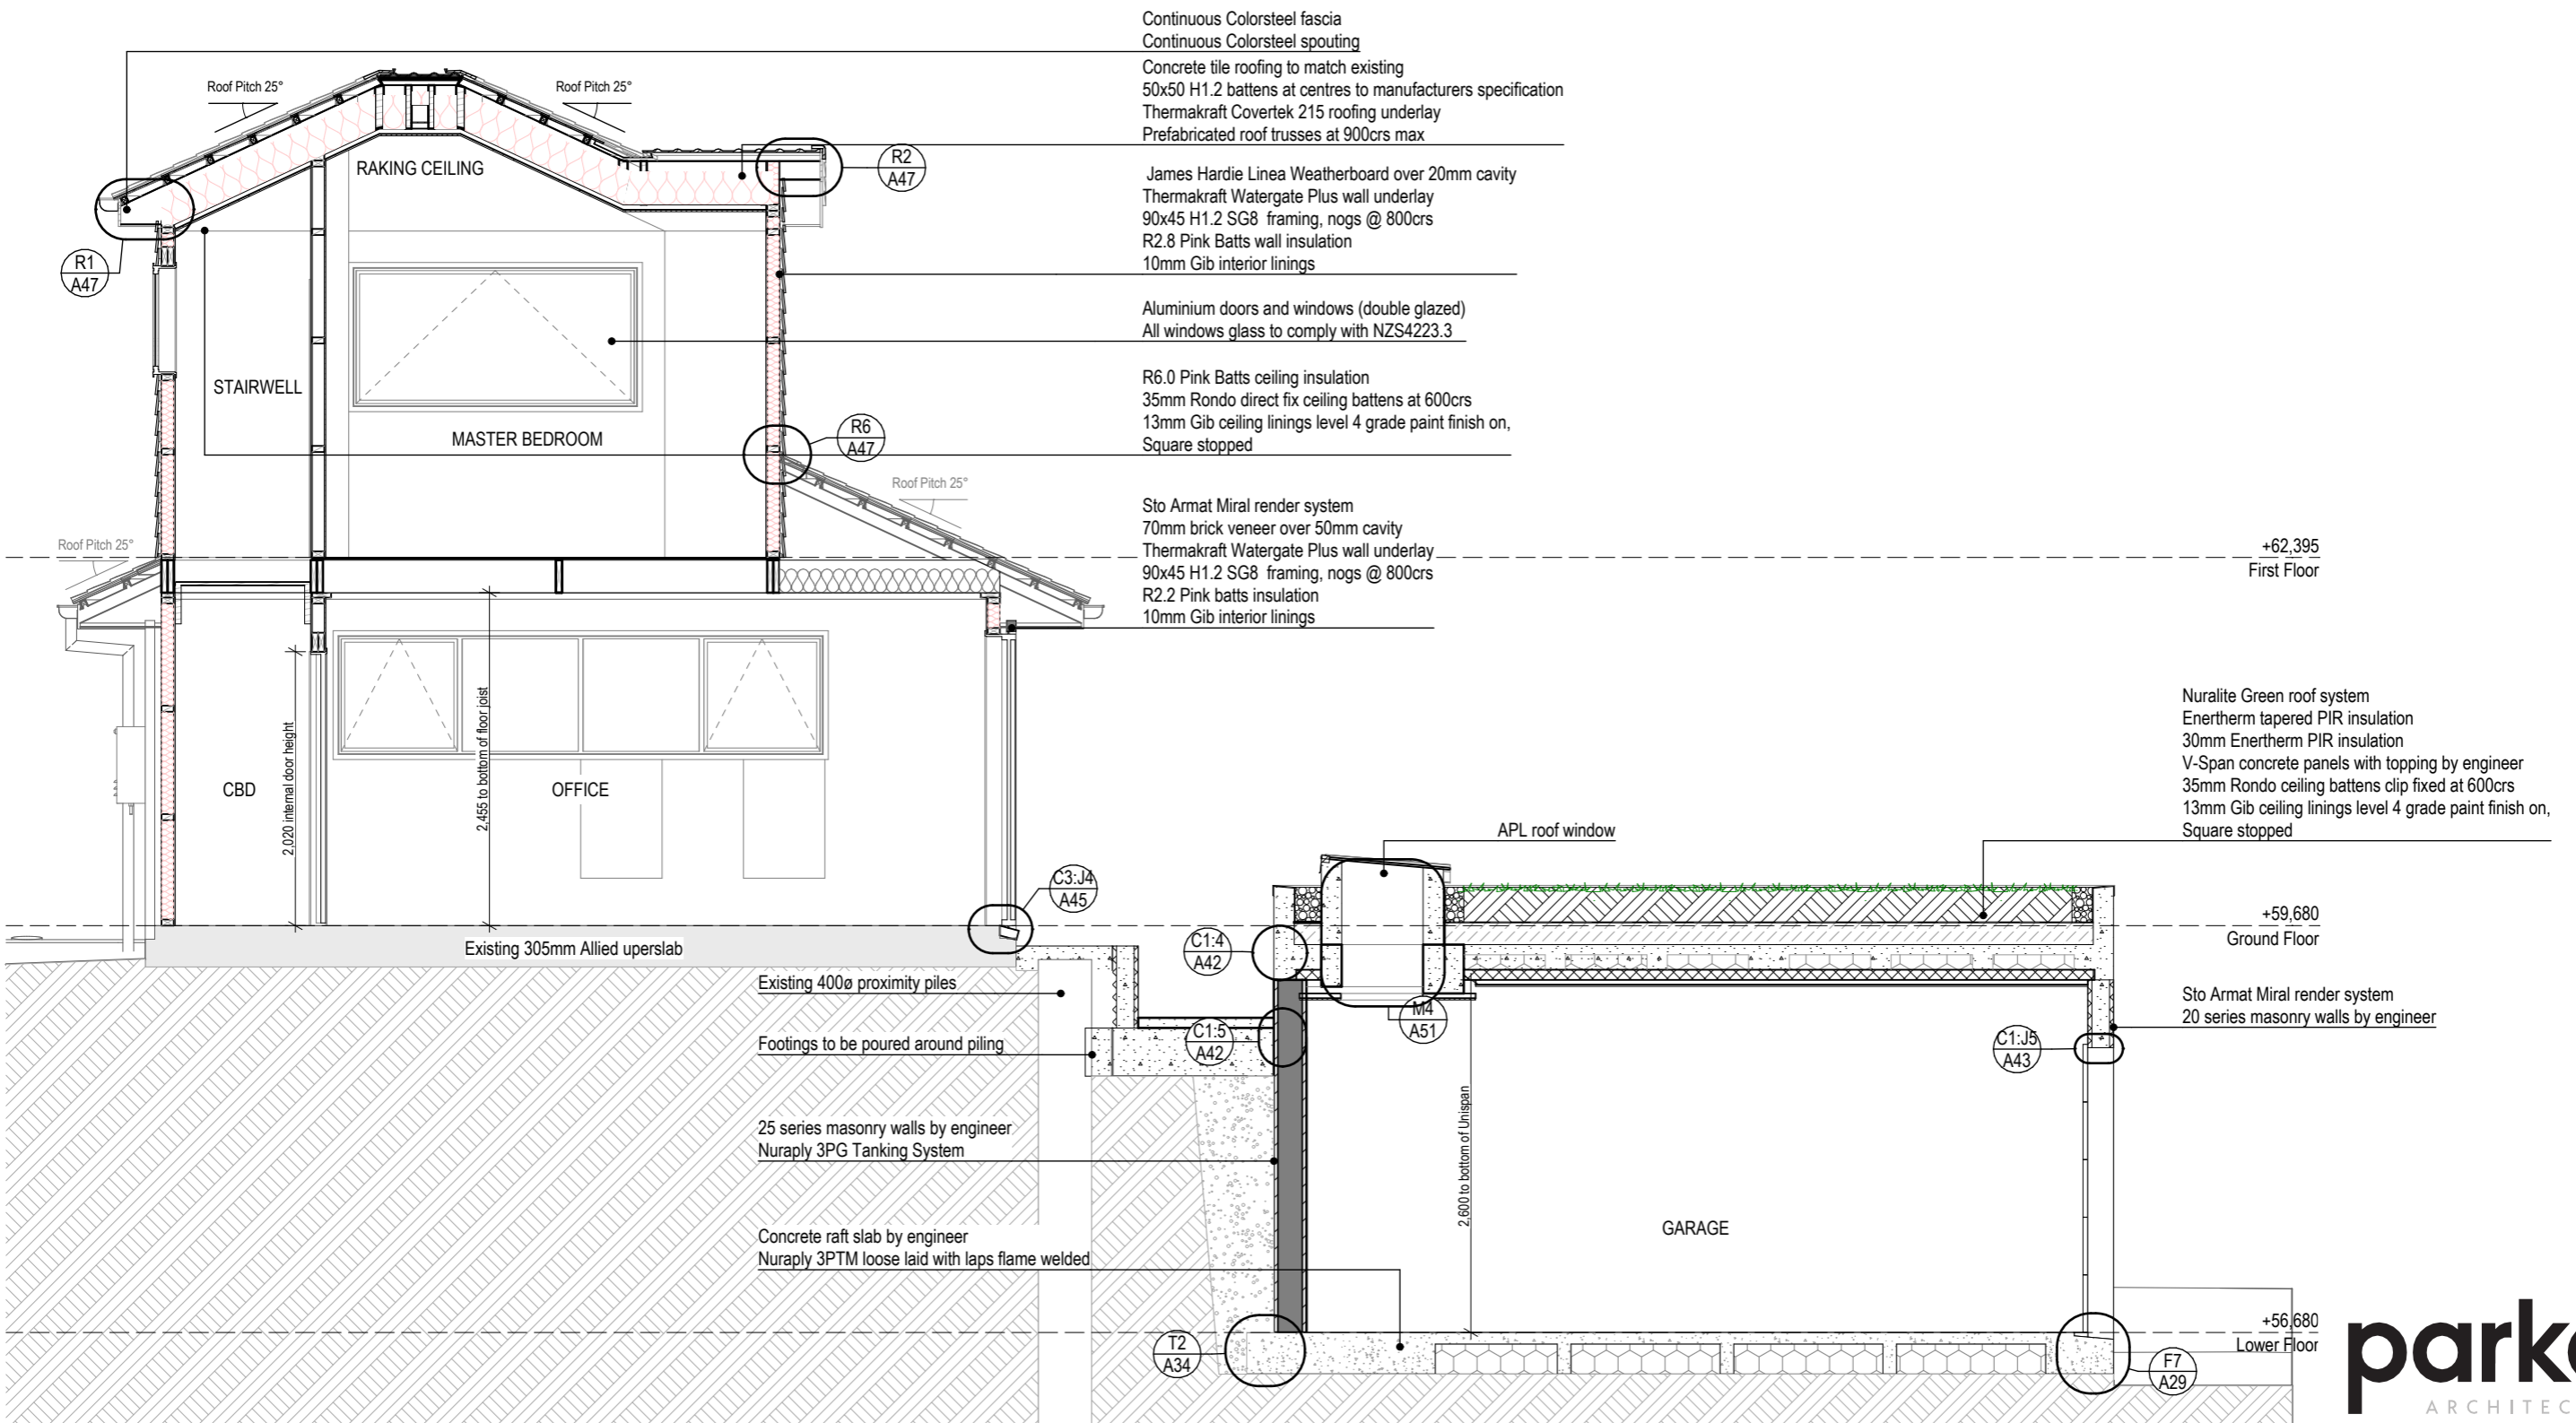 Continuous Colorsteel fascia
Continuous Colorsteel spouting
Concrete tile roofing to match existing
50x50 H1.2 battens at centres to manufacturers specification
Thermakraft Covertek 215 roofing underlay
Prefabricated roof trusses at 900crs max
Roof Pitch 25°
Roof Pitch 25°
RAKING CEILING
R2
A47
R1
A47
James Hardie Linea Weatherboard over 20mm cavity
Thermakraft Watergate Plus wall underlay
90x45 H1.2 SG8 framing, nogs @ 800crs
R2.8 Pink Batts wall insulation
10mm Gib interior linings
Aluminium doors and windows (double glazed)
All windows glass to comply with NZS4223.3
STAIRWELL
MASTER BEDROOM
R6.0 Pink Batts ceiling insulation
35mm Rondo direct fix ceiling battens at 600crs
13mm Gib ceiling linings level 4 grade paint finish on,
Square stopped
R6
A47
Roof Pitch 25°
Roof Pitch 25°
Sto Armat Miral render system
70mm brick veneer over 50mm cavity
Thermakraft Watergate Plus wall underlay
90x45 H1.2 SG8 framing, nogs @ 800crs
R2.2 Pink batts insulation
10mm Gib interior linings
+62,395
First Floor
2,020 internal door height
2,455 to bottom of floor joist
CBD
OFFICE
Nuralite Green roof system
Enertherm tapered PIR insulation
30mm Enertherm PIR insulation
V-Span concrete panels with topping by engineer
35mm Rondo ceiling battens clip fixed at 600crs
13mm Gib ceiling linings level 4 grade paint finish on,
Square stopped
APL roof window
C3:J4
A45
+59,680
Ground Floor
Existing 305mm Allied uperslab
C1:4
A42
Existing 400ø proximity piles
Footings to be poured around piling
C1:5
A42
M4
A51
Sto Armat Miral render system
20 series masonry walls by engineer
C1:J5
A43
25 series masonry walls by engineer
Nuraply 3PG Tanking System
2,600 to bottom of Unispan
GARAGE
Concrete raft slab by engineer
Nuraply 3PTM loose laid with laps flame welded
T2
A34
+56,680
Lower Floor
F7
A29
park
ARCHITEC